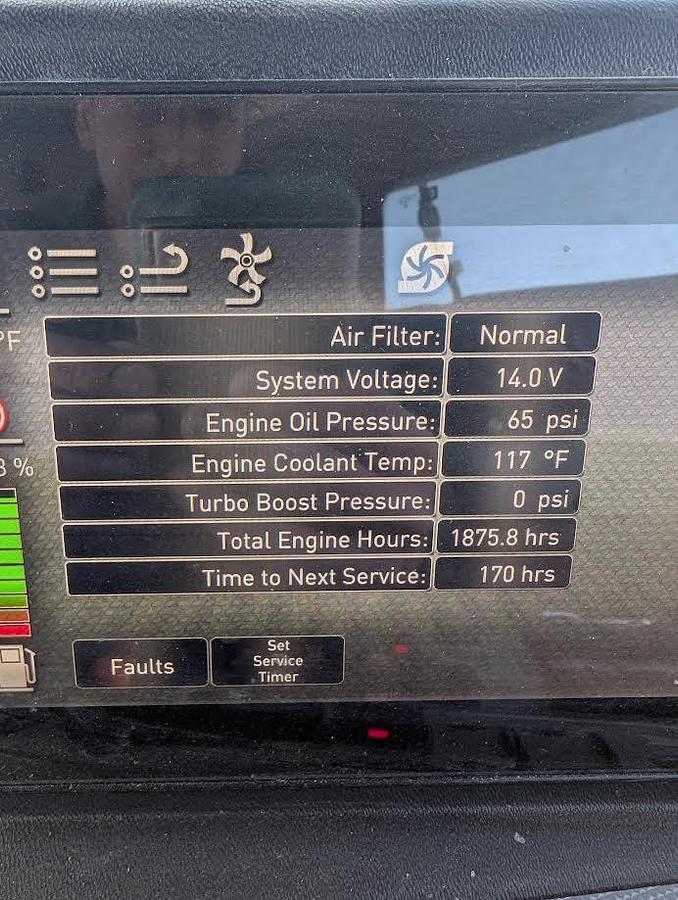 °F
Air Filter: Normal
System Voltage: 14.0 V
Engine Oil Pressure: 65 psi
Engine Coolant Temp: 117 °F
8 %
Turbo Boost Pressure: 0 psi
Total Engine Hours: 1875.8 hrs
Time to Next Service: 170 hrs
Faults
Set
Service
Timer